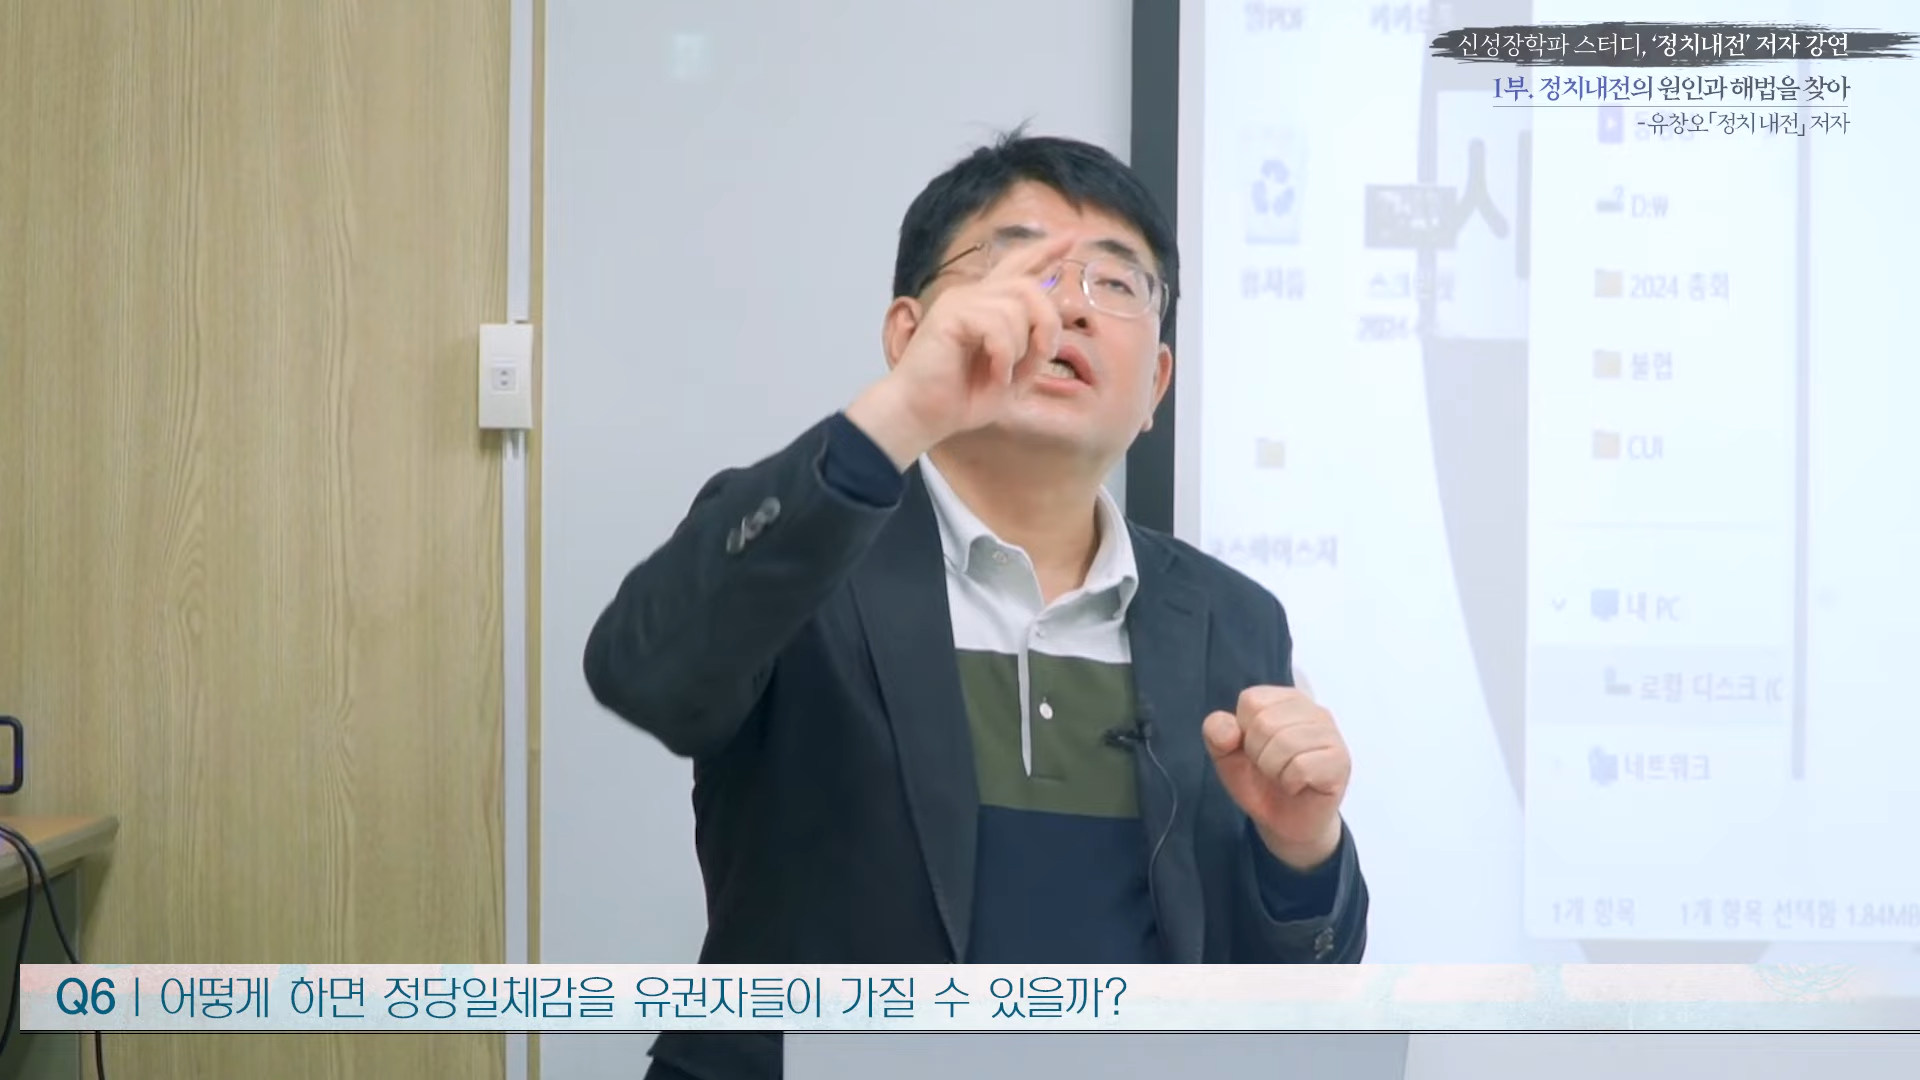 신성장학파 스터디, '정치내전' 저자 강연
1부. 정치내전의 원인과 해법을 찾아
-유창오「정치 내전」 저자
D:₩
2024 총회
불협
CUI
내 PC
로컬 디스크 (C
네트워크
1개 항목 1개 항목 선택함 1.84MB
휴지통
Q6 | 어떻게 하면 정당일체감을 유권자들이 가질 수 있을까?